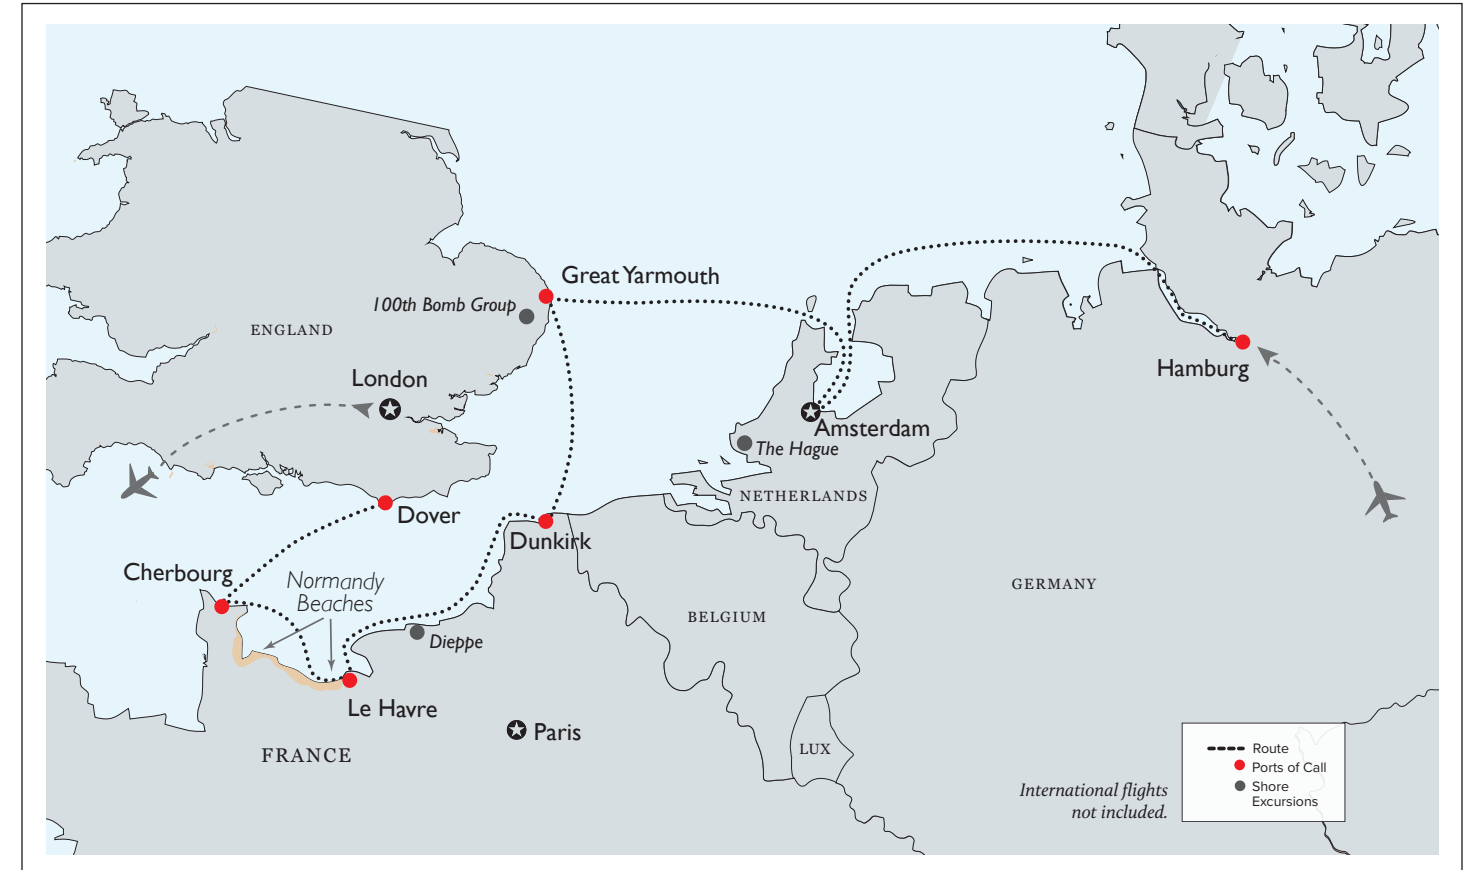 Great Yarmouth
100th Bomb Group
ENGLAND
London
Hamburg
Amsterdam
The Hague
NETHERLANDS
Dover
Dunkirk
Cherbourg
Normandy
Beaches
GERMANY
BELGIUM
Dieppe
Le Havre
Paris
FRANCE
LUX
International flights
not included.
Route
Ports of Call
Shore
Excursions